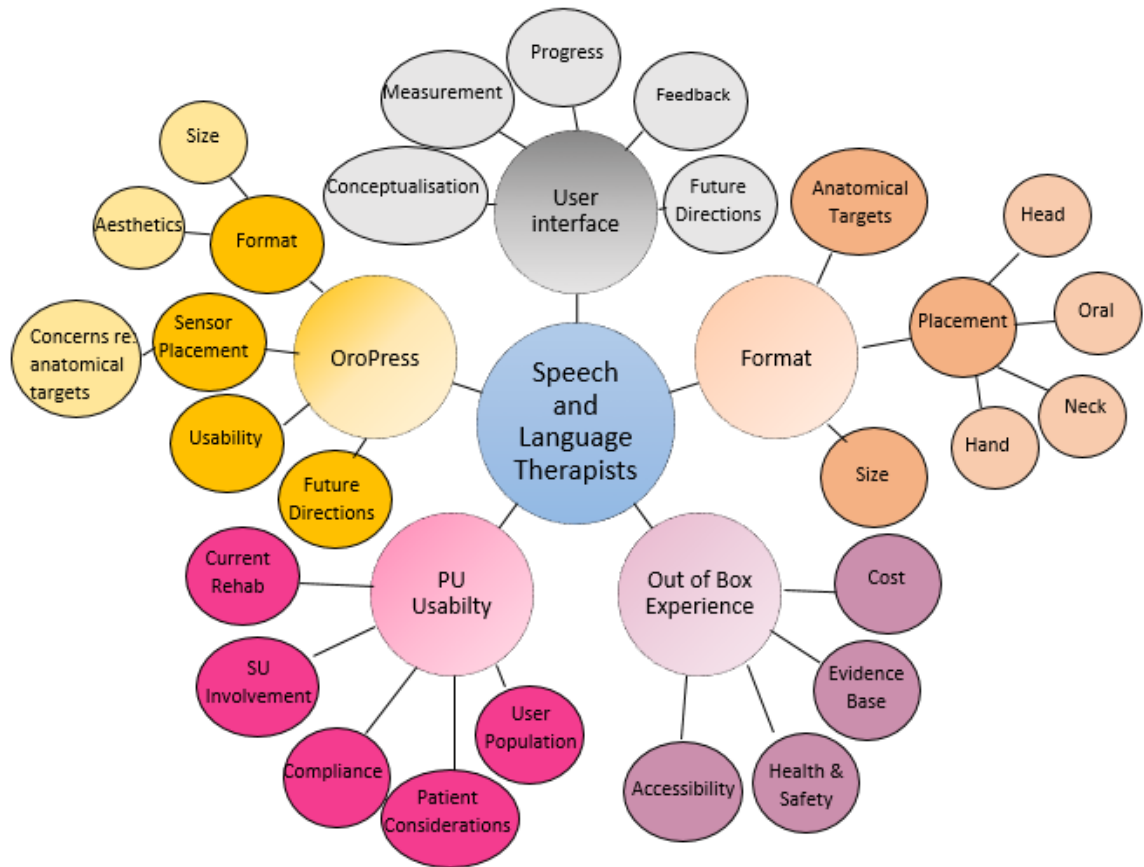 Progress
Measurement
Feedback
Conceptualisation
User
interface
Future
Directions
Size
Aesthetics
Format
Concerns re.
anatomical
targets
Sensor
Placement
OroPress
Usability
Future
Directions
Speech
and
Language
Therapists
Anatomical
Targets
Format
Placement
Head
Oral
Neck
Hand
Size
PU
Usabilty
Current
Rehab
SU
Involvement
Compliance
Patient
Considerations
User
Population
Out of Box
Experience
Cost
Evidence
Base
Health &
Safety
Accessibility